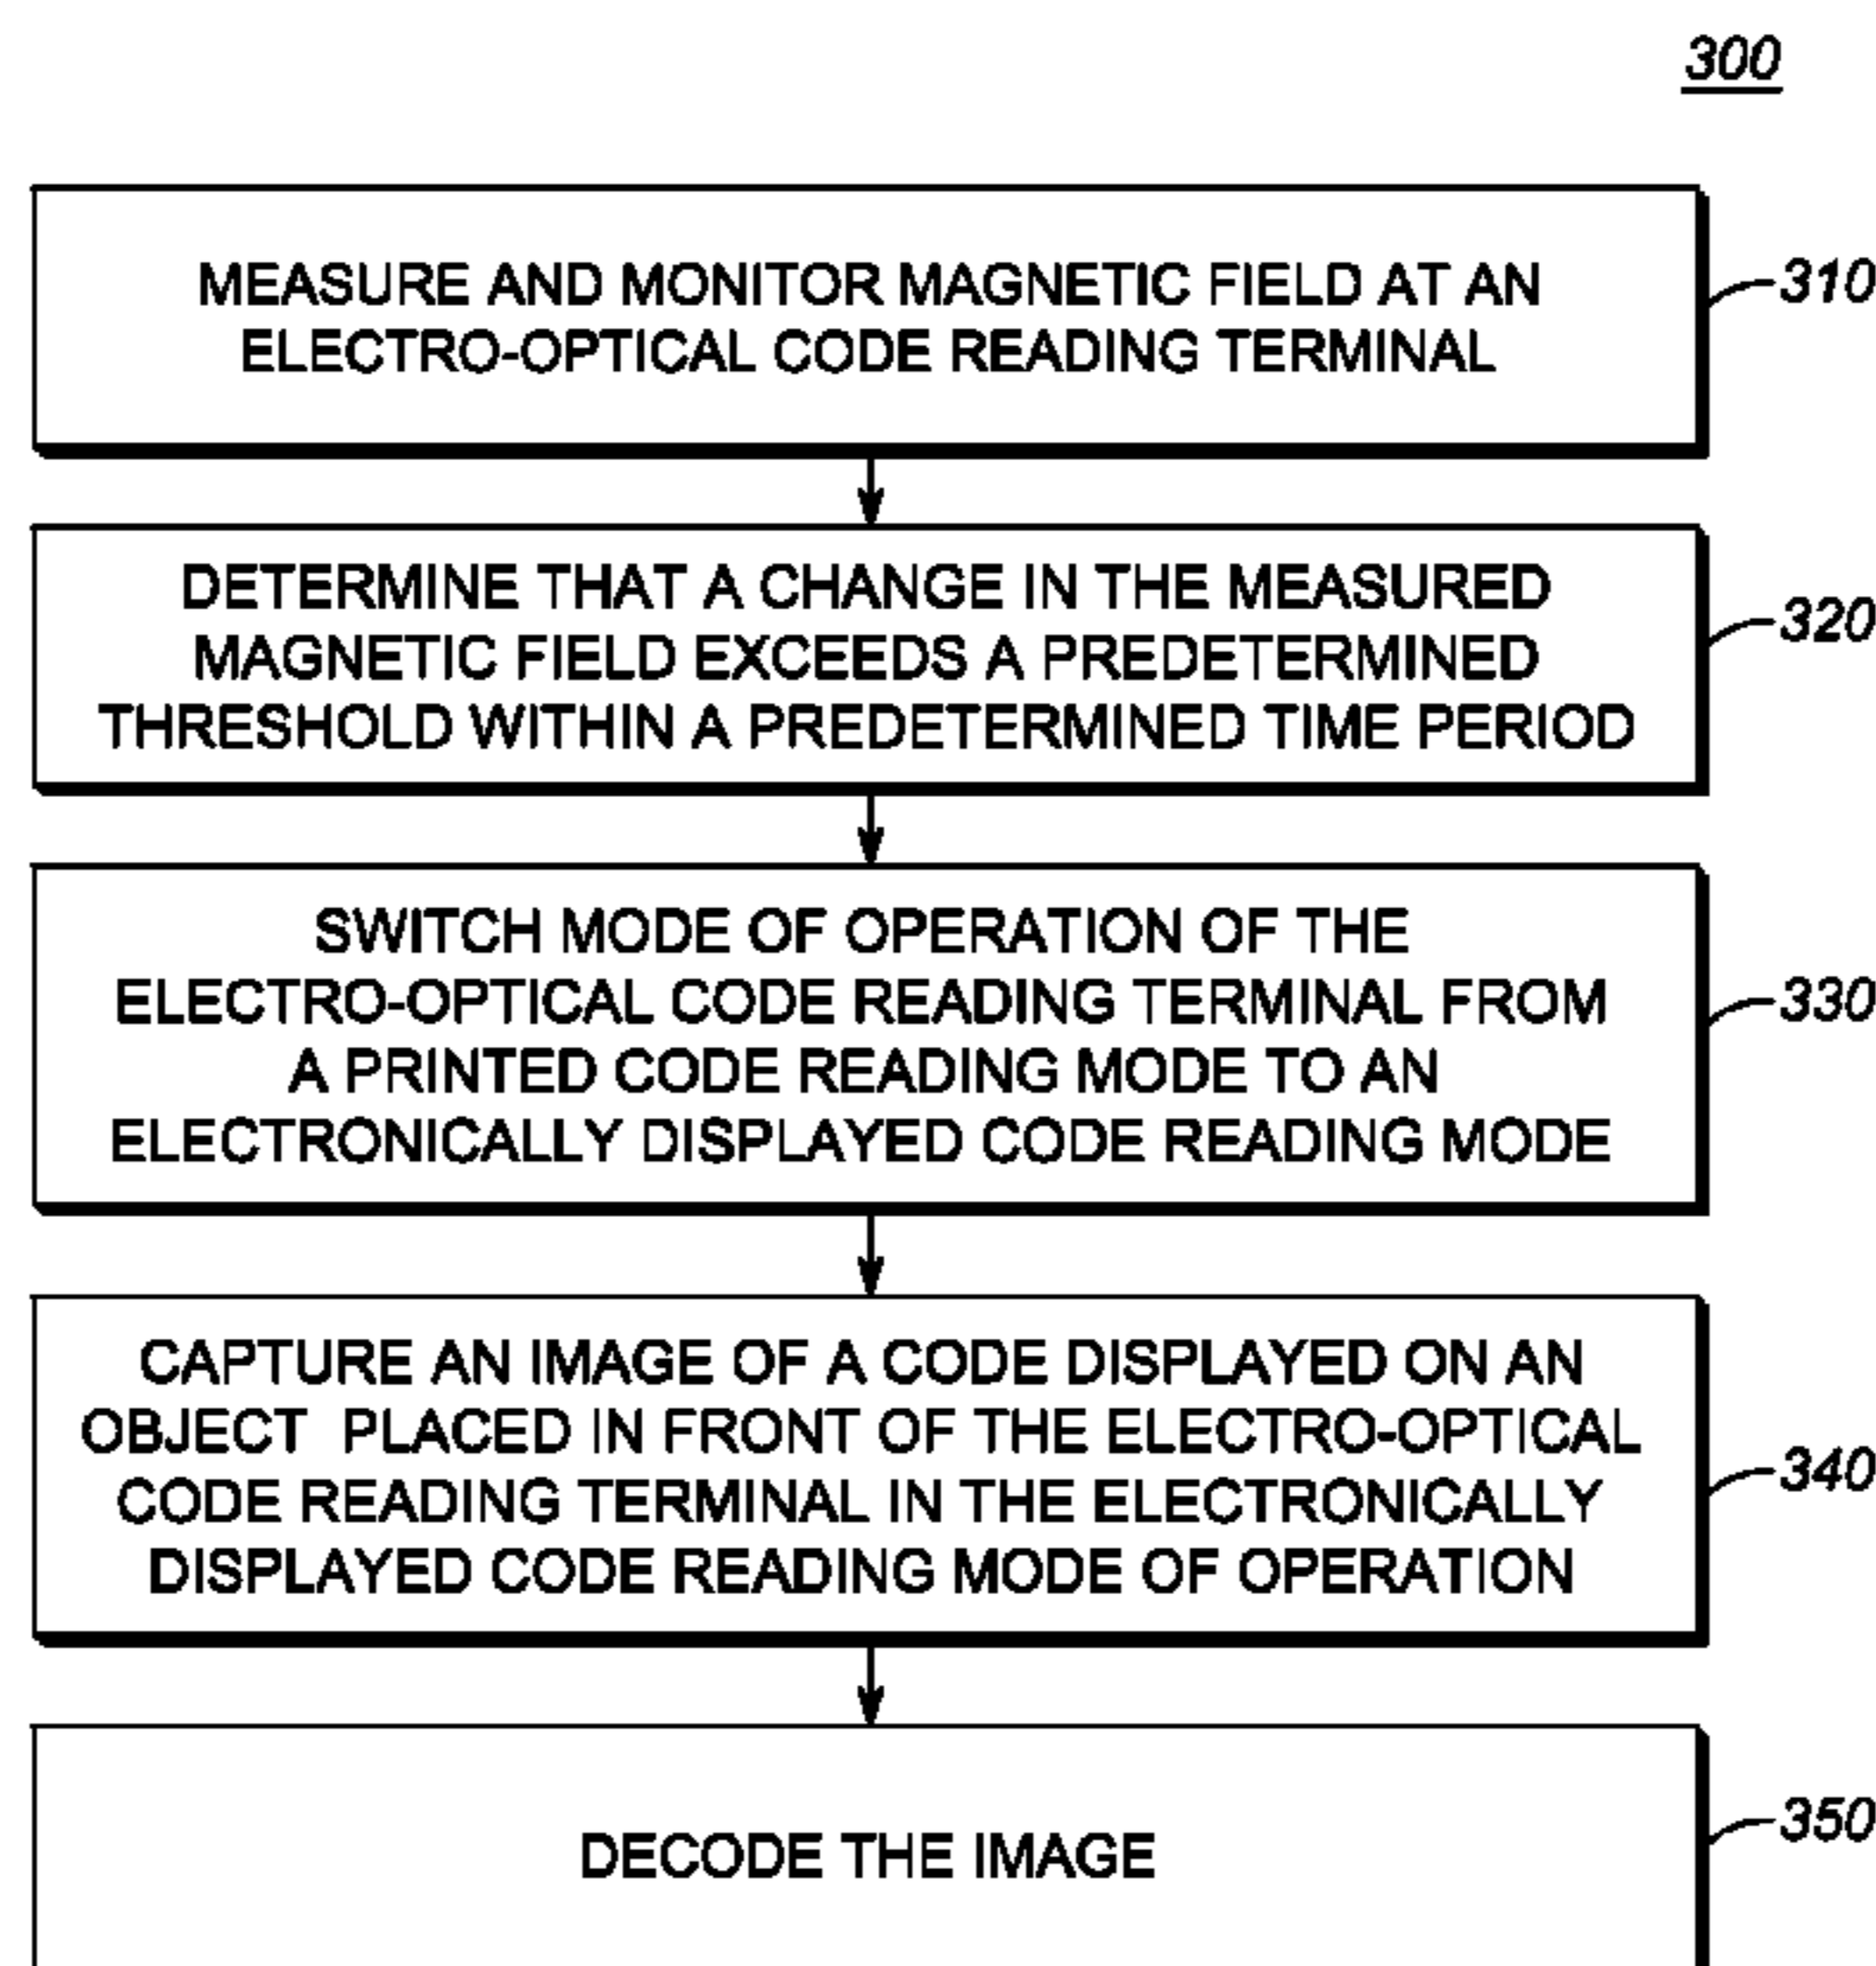 300
MEASURE AND MONITOR MAGNETIC FIELD AT AN
ELECTRO-OPTICAL CODE READING TERMINAL
310
DETERMINE THAT A CHANGE IN THE MEASURED
MAGNETIC FIELD EXCEEDS A PREDETERMINED
THRESHOLD WITHIN A PREDETERMINED TIME PERIOD
320
SWITCH MODE OF OPERATION OF THE
ELECTRO-OPTICAL CODE READING TERMINAL FROM
A PRINTED CODE READING MODE TO AN
ELECTRONICALLY DISPLAYED CODE READING MODE
330
CAPTURE AN IMAGE OF A CODE DISPLAYED ON AN
OBJECT PLACED IN FRONT OF THE ELECTRO-OPTICAL
CODE READING TERMINAL IN THE ELECTRONICALLY
DISPLAYED CODE READING MODE OF OPERATION
340
DECODE THE IMAGE
350